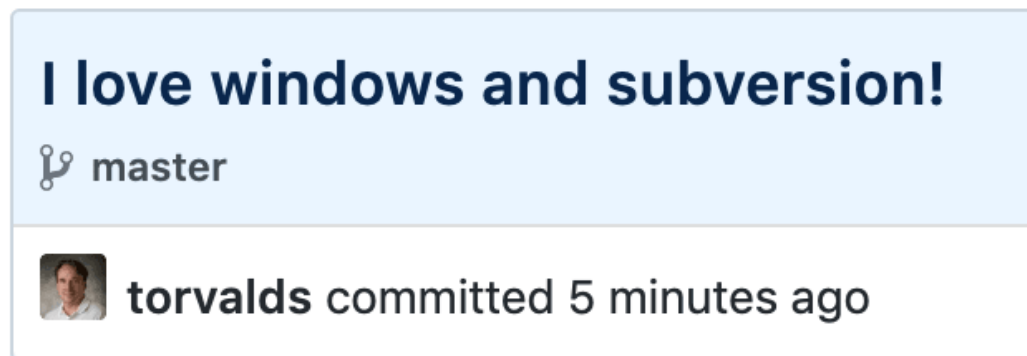 I love windows and subversion!
master
torvalds committed 5 minutes ago